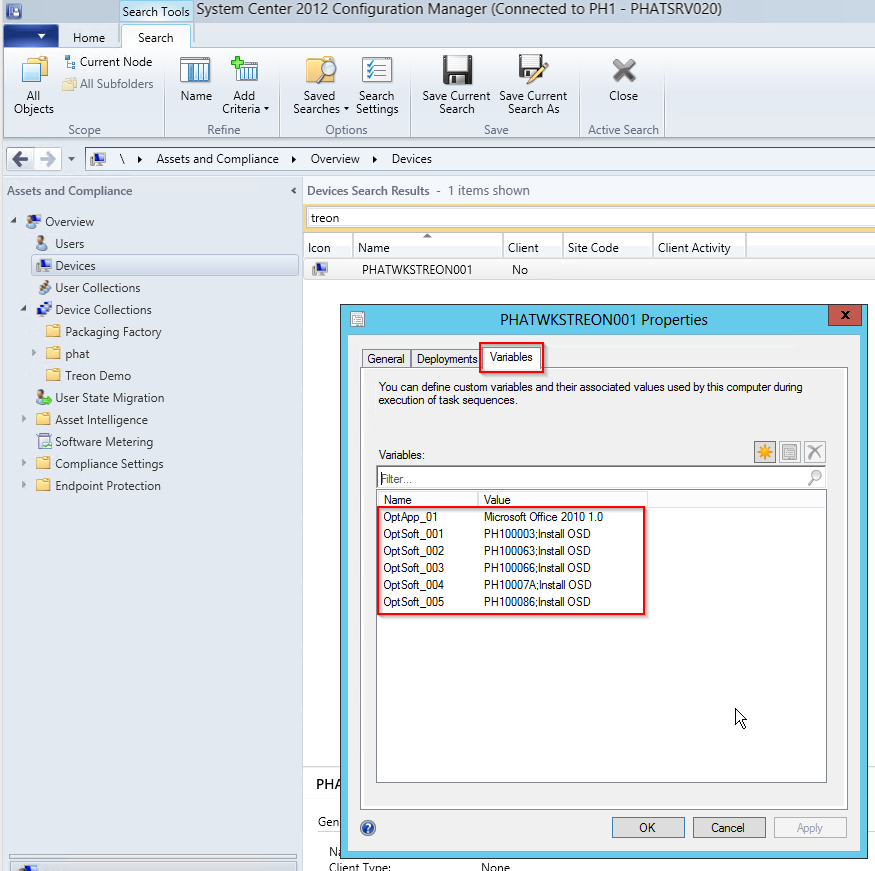 Search Tools
System Center 2012 Configuration Manager (Connected to PH1 - PHATSRV020)
Home
Search
All Objects
Current Node
All Subfolders
Scope
Name
Add Criteria
Refine
Saved Searches
Search Settings
Options
Save Current Search
Save Current Search As
Save
Close
Active Search
\ Assets and Compliance Overview Devices
Assets and Compliance
Overview
Users
Devices
User Collections
Device Collections
Packaging Factory
phat
Treon Demo
User State Migration
Asset Intelligence
Software Metering
Compliance Settings
Endpoint Protection
Devices Search Results - 1 items shown
treon
Icon Name Client Site Code Client Activity
PHATWKSTREON001 No
PHATWKSTREON001 Properties
x
General Deployments Variables
You can define custom variables and their associated values used by this computer during
execution of task sequences.
Variables:
Filter...
Name Value
OptApp_01 Microsoft Office 2010 1.0
OptSoft_001 PH100003;Install OSD
OptSoft_002 PH100063;Install OSD
OptSoft_003 PH100066;Install OSD
OptSoft_004 PH10007A;Install OSD
OptSoft_005 PH100086;Install OSD
OK Cancel Apply
PHA
Gen
Na
Client Type: None